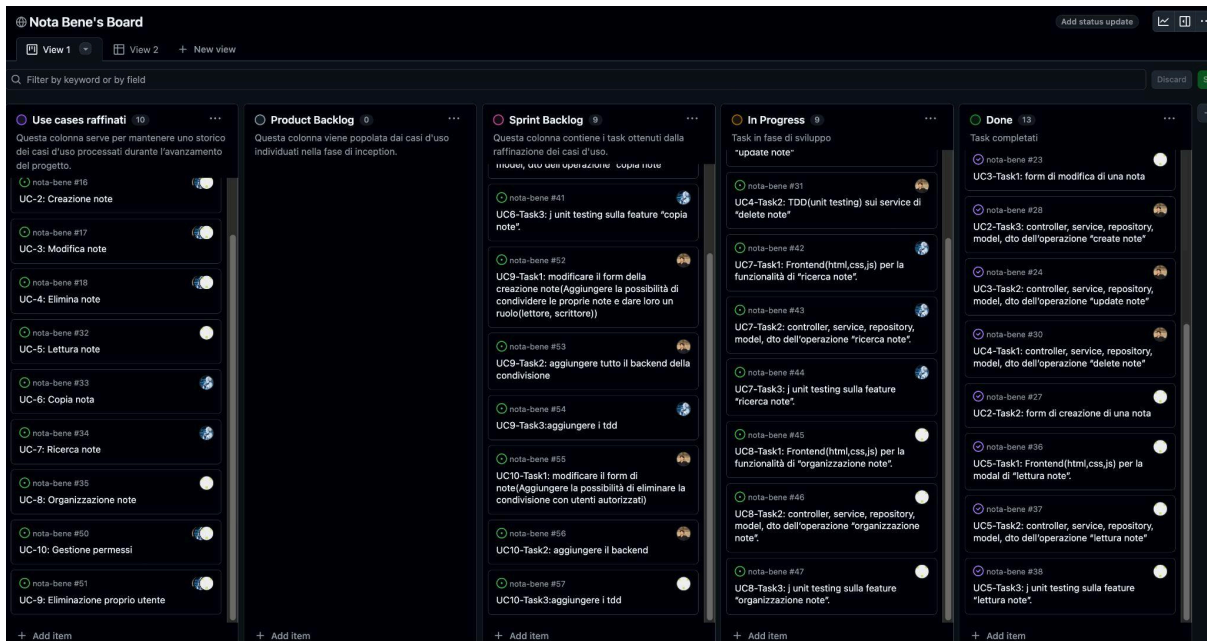 Nota Bene's Board
Add status update
View 1
View 2
+ New view
Filter by keyword or by field
Discard
Use cases raffinati 10
Questa colonna serve per mantenere uno storico
dei casi d'uso processati durante l'avanzamento
del progetto.
nota-bene #16
UC-2: Creazione note
nota-bene #17
UC-3: Modifica note
nota-bene #18
UC-4: Elimina note
nota-bene #32
UC-5: Lettura note
nota-bene #33
UC-6: Copia nota
nota-bene #34
UC-7: Ricerca note
nota-bene #35
UC-8: Organizzazione note
nota-bene #50
UC-10: Gestione permessi
nota-bene #51
UC-9: Eliminazione proprio utente
+ Add item
Product Backlog 0
Questa colonna viene popolata dai casi d'uso
individuati nella fase di inception.
+ Add item
Sprint Backlog 9
Questa colonna contiene i task ottenuti dalla
raffinazione dei casi d'uso.
model, dto dell'operazione "copia note"
nota-bene #41
UC6-Task3: j unit testing sulla feature "copia
note".
nota-bene #52
UC9-Task1: modificare il form della
creazione note(Aggiungere la possibilità di
condividere le proprie note e dare loro un
ruolo(lettore, scrittore))
nota-bene #53
UC9-Task2: aggiungere tutto il backend della
condivisione
nota-bene #54
UC9-Task3:aggiungere i tdd
nota-bene #55
UC10-Task1: modificare il form di
note(Aggiungere la possibilità di eliminare la
condivisione con utenti autorizzati)
nota-bene #56
UC10-Task2: aggiungere il backend
nota-bene #57
UC10-Task3:aggiungere i tdd
+ Add item
In Progress 9
Task in fase di sviluppo
"update note"
nota-bene #31
UC4-Task2: TDD(unit testing) sui service di
"delete note"
nota-bene #42
UC7-Task1: Frontend(html,css,js) per la
funzionalità di "ricerca note".
nota-bene #43
UC7-Task2: controller, service, repository,
model, dto dell'operazione "ricerca note".
nota-bene #44
UC7-Task3: j unit testing sulla feature
"ricerca note".
nota-bene #45
UC8-Task1: Frontend(html,css,js) per la
funzionalità di "organizzazione note".
nota-bene #46
UC8-Task2: controller, service, repository,
model, dto dell'operazione "organizzazione
note".
nota-bene #47
UC8-Task3: j unit testing sulla feature
"organizzazione note".
+ Add item
Done 13
Task completati
nota-bene #23
UC3-Task1: form di modifica di una nota
nota-bene #28
UC2-Task3: controller, service, repository,
model, dto dell'operazione "create note"
nota-bene #24
UC3-Task2: controller, service, repository,
model, dto dell'operazione "update note"
nota-bene #30
UC4-Task1: controller, service, repository,
model, dto dell'operazione "delete note"
nota-bene #27
UC2-Task2: form di creazione di una nota
nota-bene #36
UC5-Task1: Frontend(html,css,js) per la
modal di "lettura note".
nota-bene #37
UC5-Task2: controller, service, repository,
model, dto dell'operazione "lettura note"
nota-bene #38
UC5-Task3: j unit testing sulla feature
"lettura note".
+ Add item